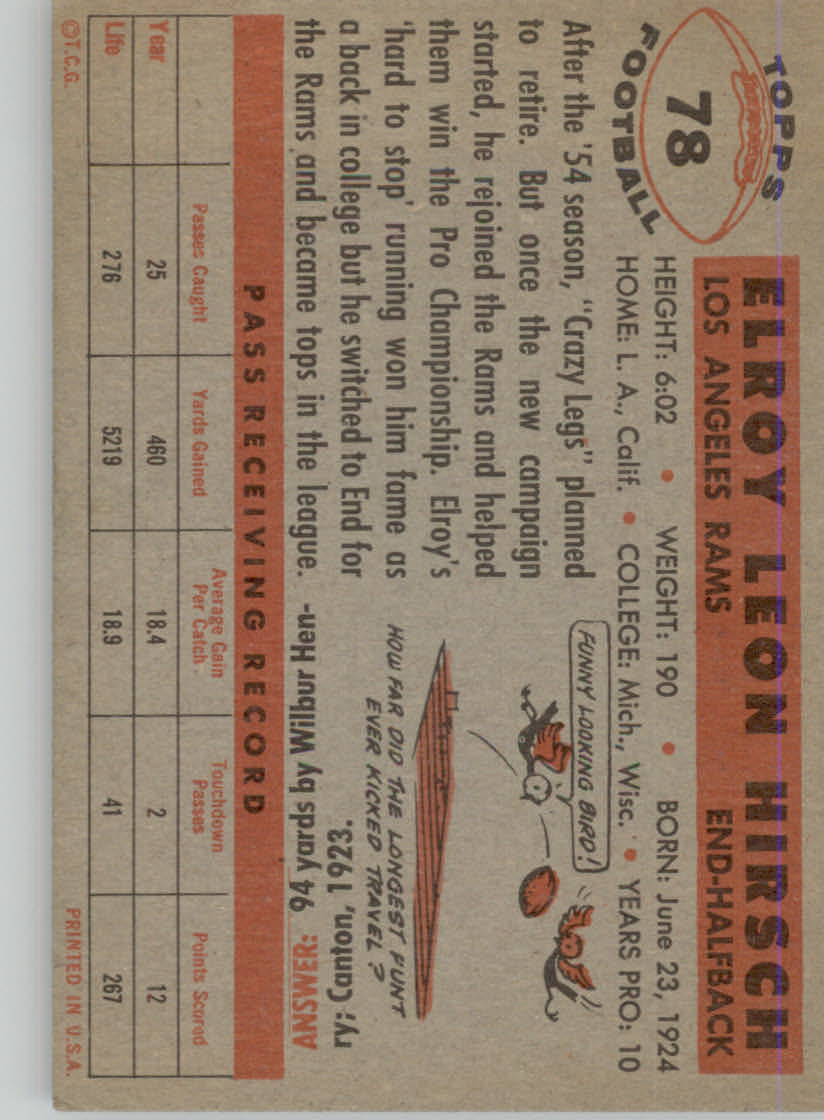 TOPPS
78
FOOTBALL
ELROY LEON HIRSCH
LOS ANGELES RAMS END-HALFBACK
HEIGHT: 6:02 • WEIGHT: 190 • BORN: June 23, 1924
HOME: L. A., Calif. • COLLEGE: Mich., Wisc. • YEARS PRO: 10
After the '54 season, "Crazy Legs" planned
to retire. But once the new campaign
started, he rejoined the Rams and helped
them win the Pro Championship. Elroy's
'hard to stop' running won him fame as
a back in college but he switched to End for
the Rams and became tops in the league.
FUNNY LOOKING BIRD!
HOW FAR DID THE LONGEST PUNT
EVER KICKED TRAVEL?
ANSWER: 94 yards by Wilbur Hen-
ry; Canton, 1923.
PASS RECEIVING RECORD
Passes Caught Yards Gained Average Gain Per Catch Touchdown Passes Points Scored
Year 25 460 18.4 2 12
Life 276 5219 18.9 41 267
©T.C.G. PRINTED IN U.S.A.